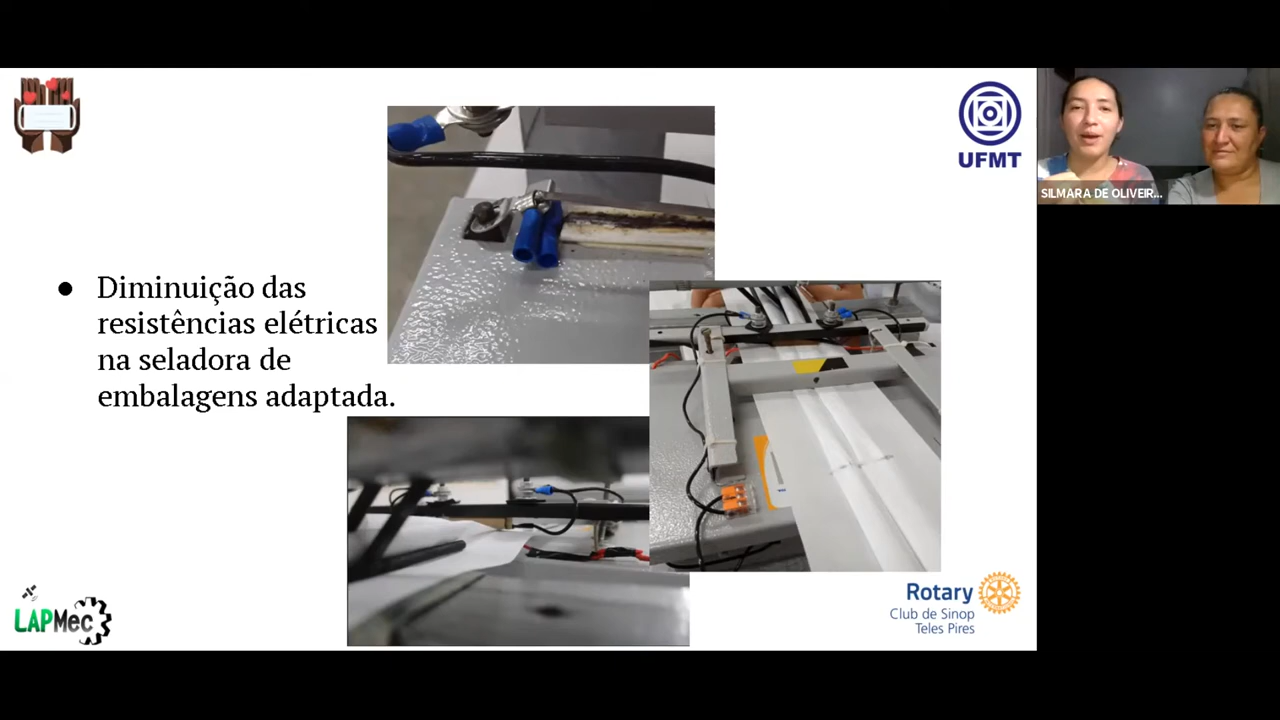 UFMT
SILMARA DE OLIVEIR...
● Diminuição das
resistências elétricas
na seladora de
embalagens adaptada.
LAPMec
Rotary
Club de Sinop
Teles Pires